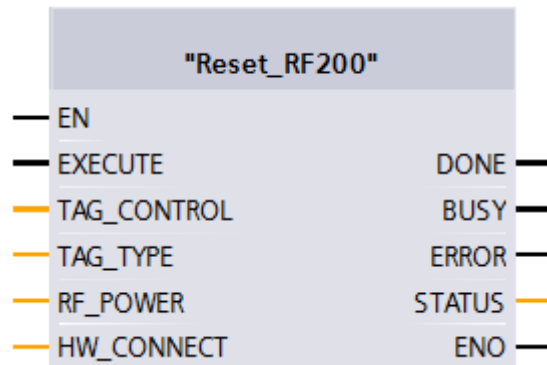 "Reset_RF200"
EN
EXECUTE DONE
TAG_CONTROL BUSY
TAG_TYPE ERROR
RF_POWER STATUS
HW_CONNECT ENO